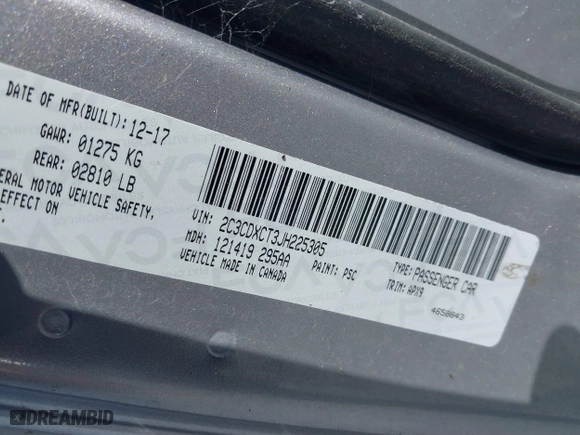 DATE OF MFR(BUILT): 12-17
GAWR: 01275 KG
REAR: 02810 LB
ERAL MOTOR VEHICLE SAFETY,
EFFECT ON
VIN: 2C3CDXCT3JH225305
MDH: 121419 295AA
VEHICLE MADE IN CANADA
PAINT: PSC
TYPE: PASSENGER CAR
TRIM: APX9
4658643
DREAMBID